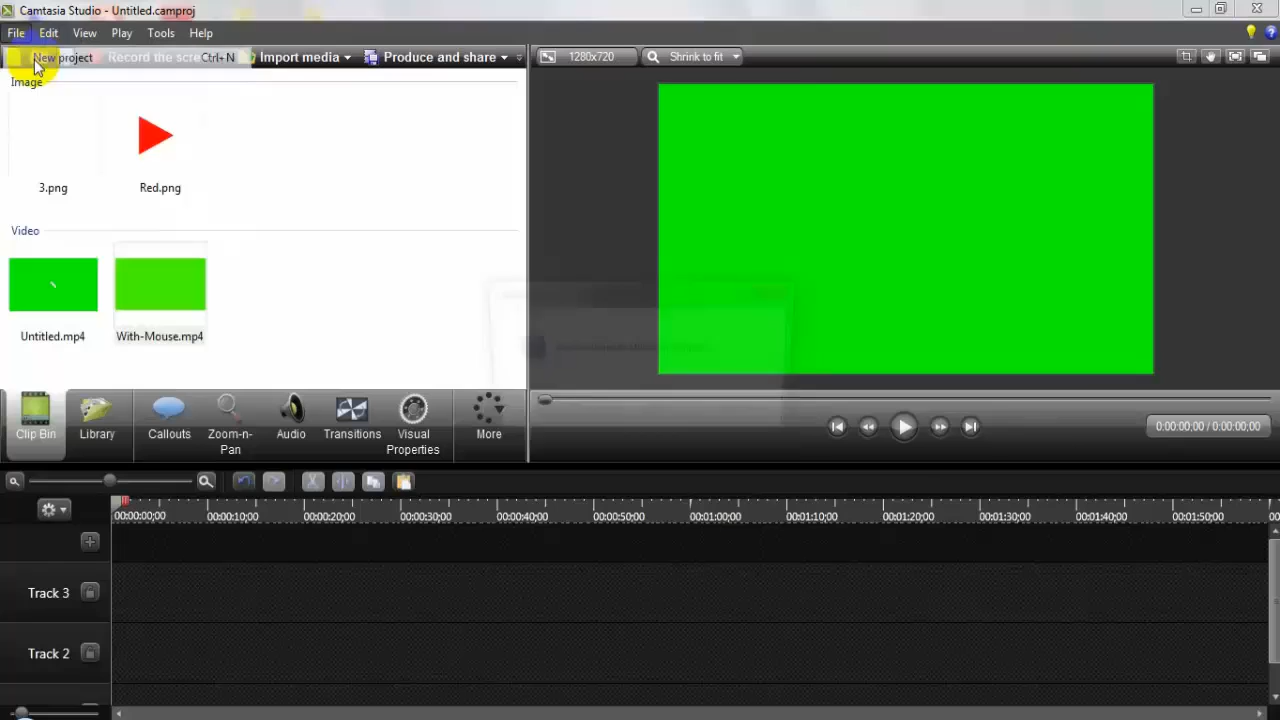 Camtasia Studio - Untitled.camproj
File Edit View Play Tools Help
New project Ctrl+N
Record the scre
Import media
Produce and share
1280x720
Shrink to fit
Image
3.png Red.png
Video
Untitled.mp4 With-Mouse.mp4
Clip Bin
Library
Callouts
Zoom-n-
Pan
Audio
Transitions
Visual
Properties
More
0:00:00;00 / 0:00:00;00
00:00:00;00 00:00:10;00 00:00:20;00 00:00:30;00 00:00:40;00 00:00:50;00 00:01:00;00 00:01:10;00 00:01:20;00 00:01:30;00 00:01:40;00 00:01:50;00 00
Track 3
Track 2